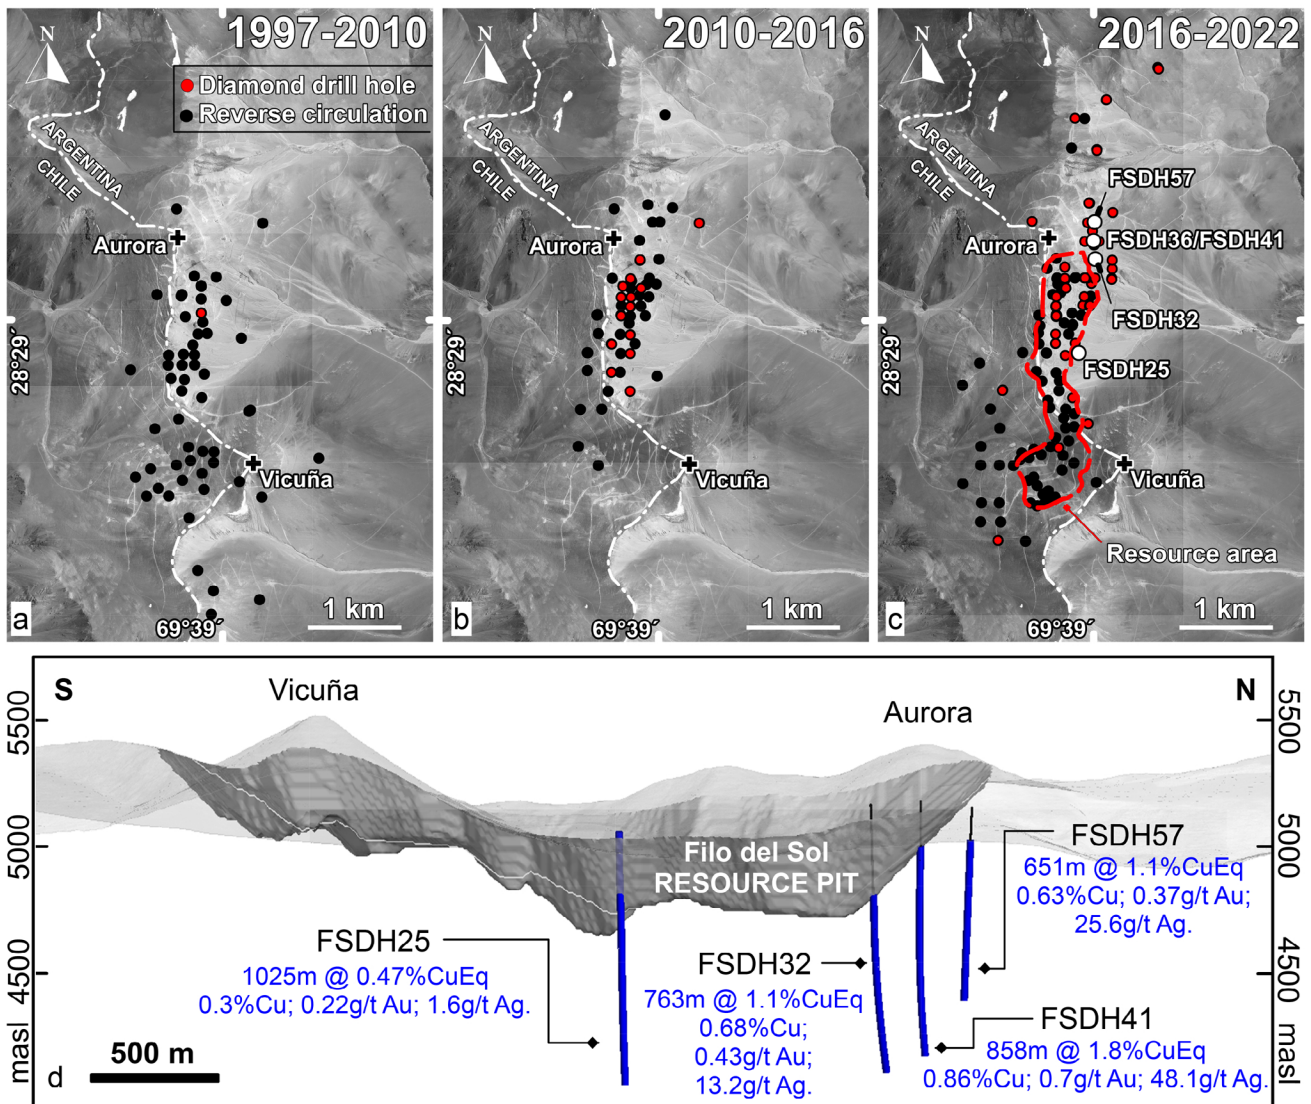 1997-2010
N
Diamond drill hole
Reverse circulation
ARGENTINA
CHILE
Aurora
Vicuña
28°29´
69°39´
1 km
a
2010-2016
N
ARGENTINA
CHILE
Aurora
Vicuña
28°29´
69°39´
1 km
b
2016-2022
N
ARGENTINA
CHILE
FSDH57
Aurora
FSDH36/FSDH41
FSDH32
FSDH25
Vicuña
Resource area
28°29´
69°39´
1 km
c
S
Vicuña
Aurora
N
5500
5000
4500
masl
5500
5000
4500
masl
Filo del Sol
RESOURCE PIT
FSDH57
651m @ 1.1%CuEq
0.63%Cu; 0.37g/t Au;
25.6g/t Ag.
FSDH25
1025m @ 0.47%CuEq
0.3%Cu; 0.22g/t Au; 1.6g/t Ag.
FSDH32
763m @ 1.1%CuEq
0.68%Cu;
0.43g/t Au;
13.2g/t Ag.
FSDH41
858m @ 1.8%CuEq
0.86%Cu; 0.7g/t Au; 48.1g/t Ag.
500 m
d